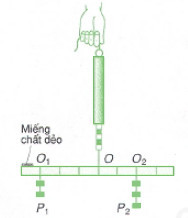 Miếng
chất dẻo
O₁ O O₂
P₁ P₂